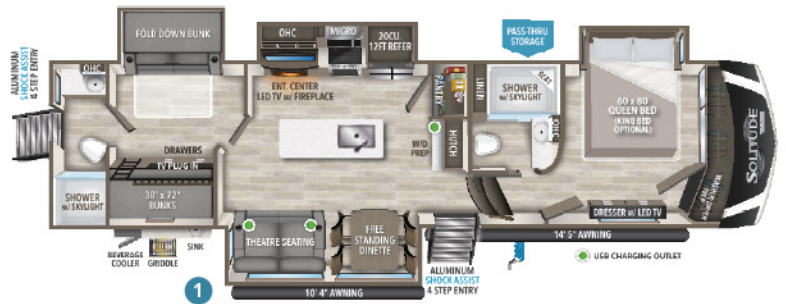 FOLD DOWN BUNK
OHC
MICRO
20CU.
12FT REFER
PASS-THRU
STORAGE
ALUMINUM
SHOCK ASSIST
4 STEP ENTRY
OHC
ENT. CENTER
LED TV w/ FIREPLACE
PANTRY
LINEN
SEAT
SHOWER
w/ SKYLIGHT
60 x 80
QUEEN BED
(KING BED
OPTIONAL)
OHC
HUTCH
W/D
PREP
SOLITUDE
DRAWERS
TV PLUG IN
SHOWER
w/ SKYLIGHT
38" x 72"
BUNKS
DRESSER w/ LED TV
THEATRE SEATING
FREE
STANDING
DINETTE
BEVERAGE
COOLER
GRIDDLE
SINK
14' 5" AWNING
USB CHARGING OUTLET
ALUMINUM
SHOCK ASSIST
4 STEP ENTRY
1
10' 4" AWNING